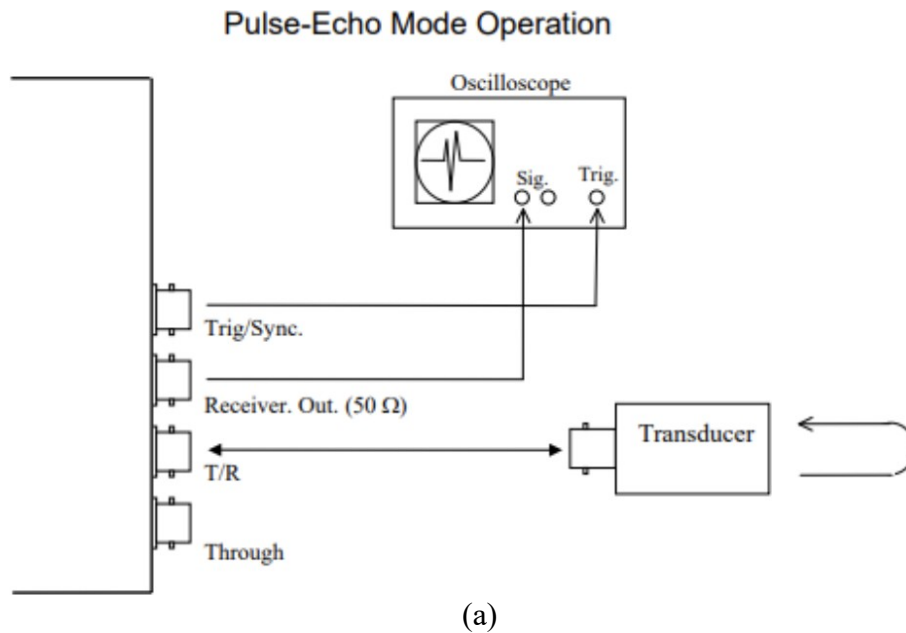 Pulse-Echo Mode Operation
Oscilloscope
Sig. Trig.
Trig/Sync.
Receiver. Out. (50 Ω)
Transducer
T/R
Through
(a)